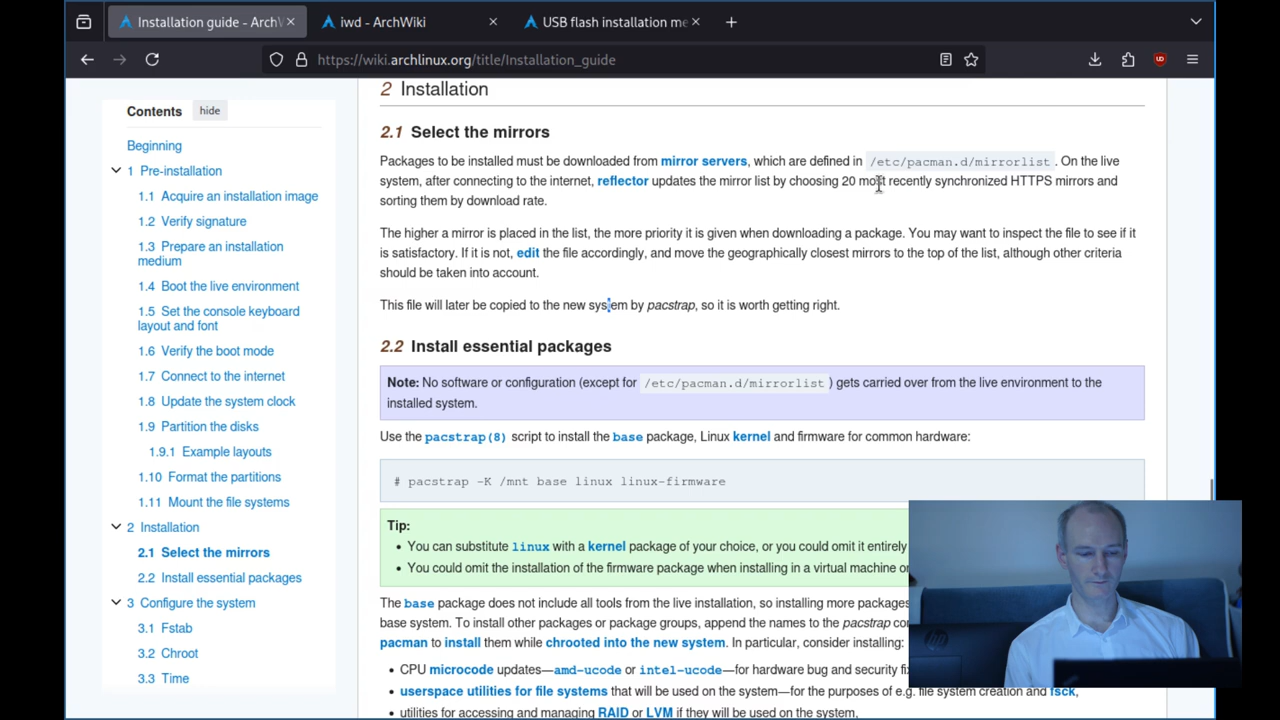 Installation guide - ArchW
iwd - ArchWiki
USB flash installation me
https://wiki.archlinux.org/title/Installation_guide
Contents
hide
Beginning
1 Pre-installation
1.1 Acquire an installation image
1.2 Verify signature
1.3 Prepare an installation
medium
1.4 Boot the live environment
1.5 Set the console keyboard
layout and font
1.6 Verify the boot mode
1.7 Connect to the internet
1.8 Update the system clock
1.9 Partition the disks
1.9.1 Example layouts
1.10 Format the partitions
1.11 Mount the file systems
2 Installation
2.1 Select the mirrors
2.2 Install essential packages
3 Configure the system
3.1 Fstab
3.2 Chroot
3.3 Time
2 Installation
2.1 Select the mirrors
Packages to be installed must be downloaded from mirror servers, which are defined in /etc/pacman.d/mirrorlist. On the live
system, after connecting to the internet, reflector updates the mirror list by choosing 20 most recently synchronized HTTPS mirrors and
sorting them by download rate.
The higher a mirror is placed in the list, the more priority it is given when downloading a package. You may want to inspect the file to see if it
is satisfactory. If it is not, edit the file accordingly, and move the geographically closest mirrors to the top of the list, although other criteria
should be taken into account.
This file will later be copied to the new system by pacstrap, so it is worth getting right.
2.2 Install essential packages
Note: No software or configuration (except for /etc/pacman.d/mirrorlist) gets carried over from the live environment to the
installed system.
Use the pacstrap(8) script to install the base package, Linux kernel and firmware for common hardware:
# pacstrap -K /mnt base linux linux-firmware
Tip:
• You can substitute linux with a kernel package of your choice, or you could omit it entirely
• You could omit the installation of the firmware package when installing in a virtual machine or
The base package does not include all tools from the live installation, so installing more packages
base system. To install other packages or package groups, append the names to the pacstrap co
pacman to install them while chrooted into the new system. In particular, consider installing:
• CPU microcode updates—amd-ucode or intel-ucode—for hardware bug and security fi
• userspace utilities for file systems that will be used on the system—for the purposes of e.g. file system creation and fsck,
• utilities for accessing and managing RAID or LVM if they will be used on the system,